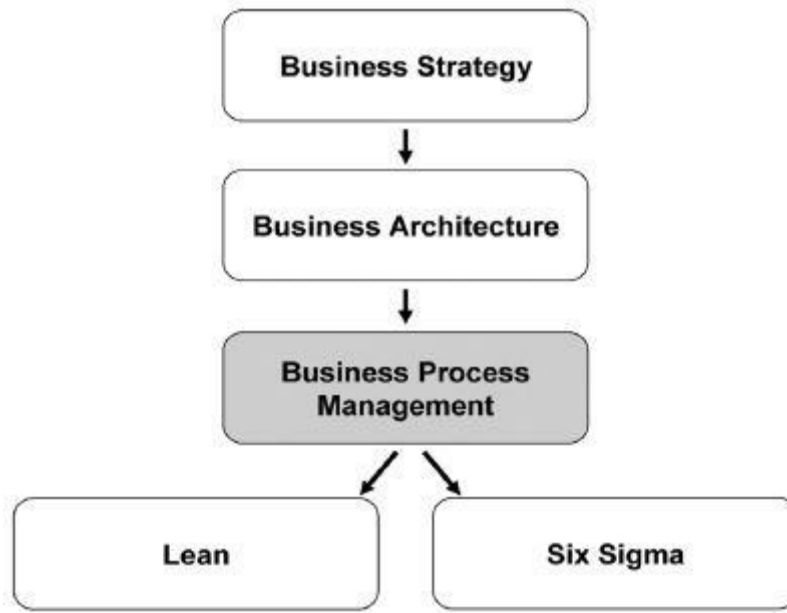 Business Strategy
Business Architecture
Business Process
Management
Lean
Six Sigma